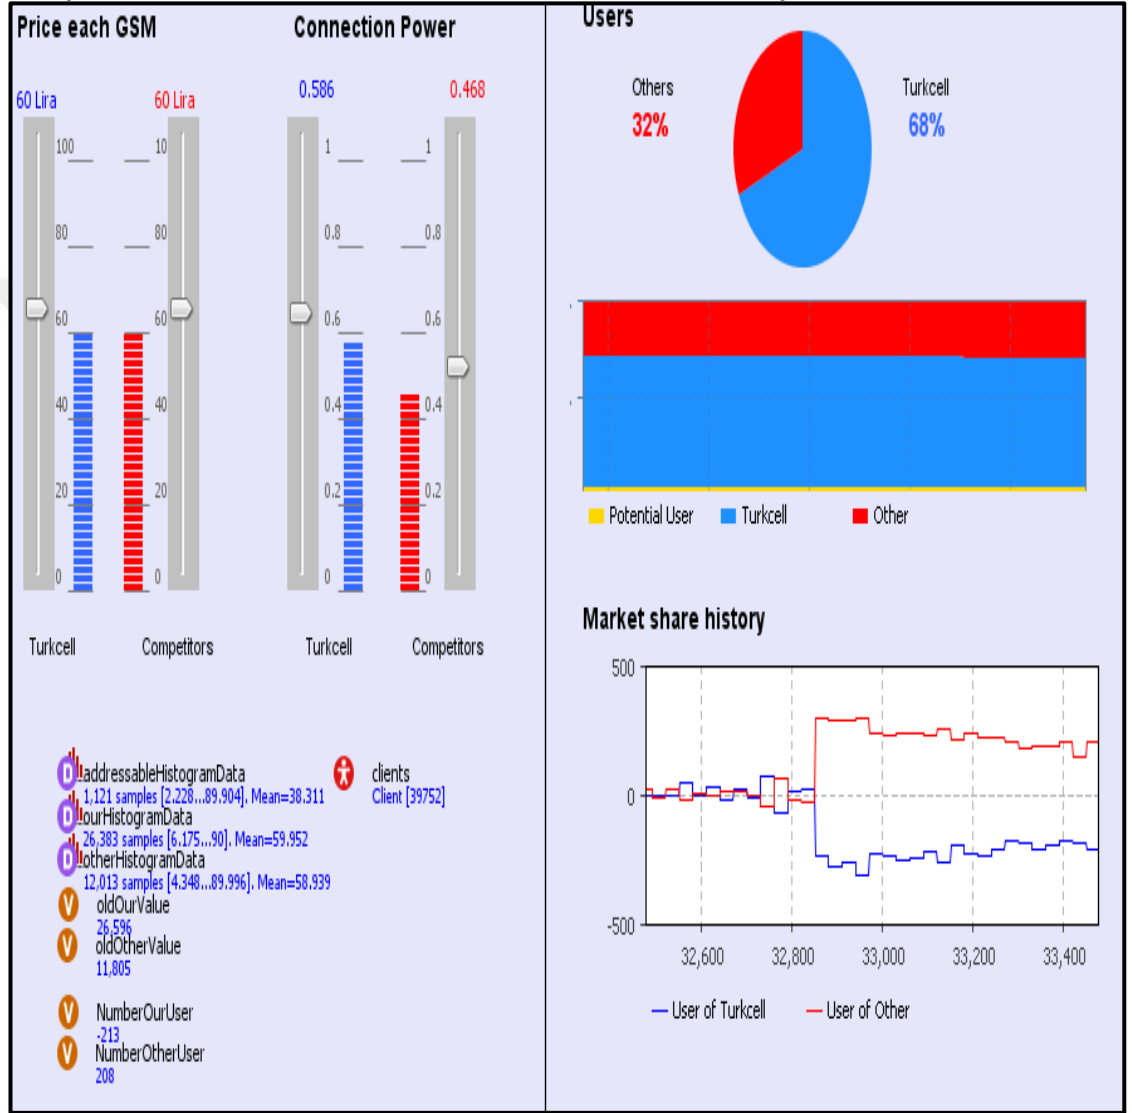 Price each GSM
Connection Power
60 Lira
60 Lira
0.586
0.468
100
10
80
80
60
60
40
40
20
20
0
0
1
1
0.8
0.8
0.6
0.6
0.4
0.4
0.2
0.2
0
0
Turkcell
Competitors
Turkcell
Competitors
addressableHistogramData
1,121 samples [2.228...89.904]. Mean=38.311
ourHistogramData
26,383 samples [6.175...90]. Mean=59.952
otherHistogramData
12,013 samples [4.348...89.996]. Mean=58.939
oldOurValue
26,596
oldOtherValue
11,805
NumberOurUser
-213
NumberOtherUser
208
clients
Client [39752]
D
D
D
V
V
V
V
Users
Others
32%
Turkcell
68%
Potential User
Turkcell
Other
Market share history
500
0
-500
32,600
32,800
33,000
33,200
33,400
User of Turkcell
User of Other